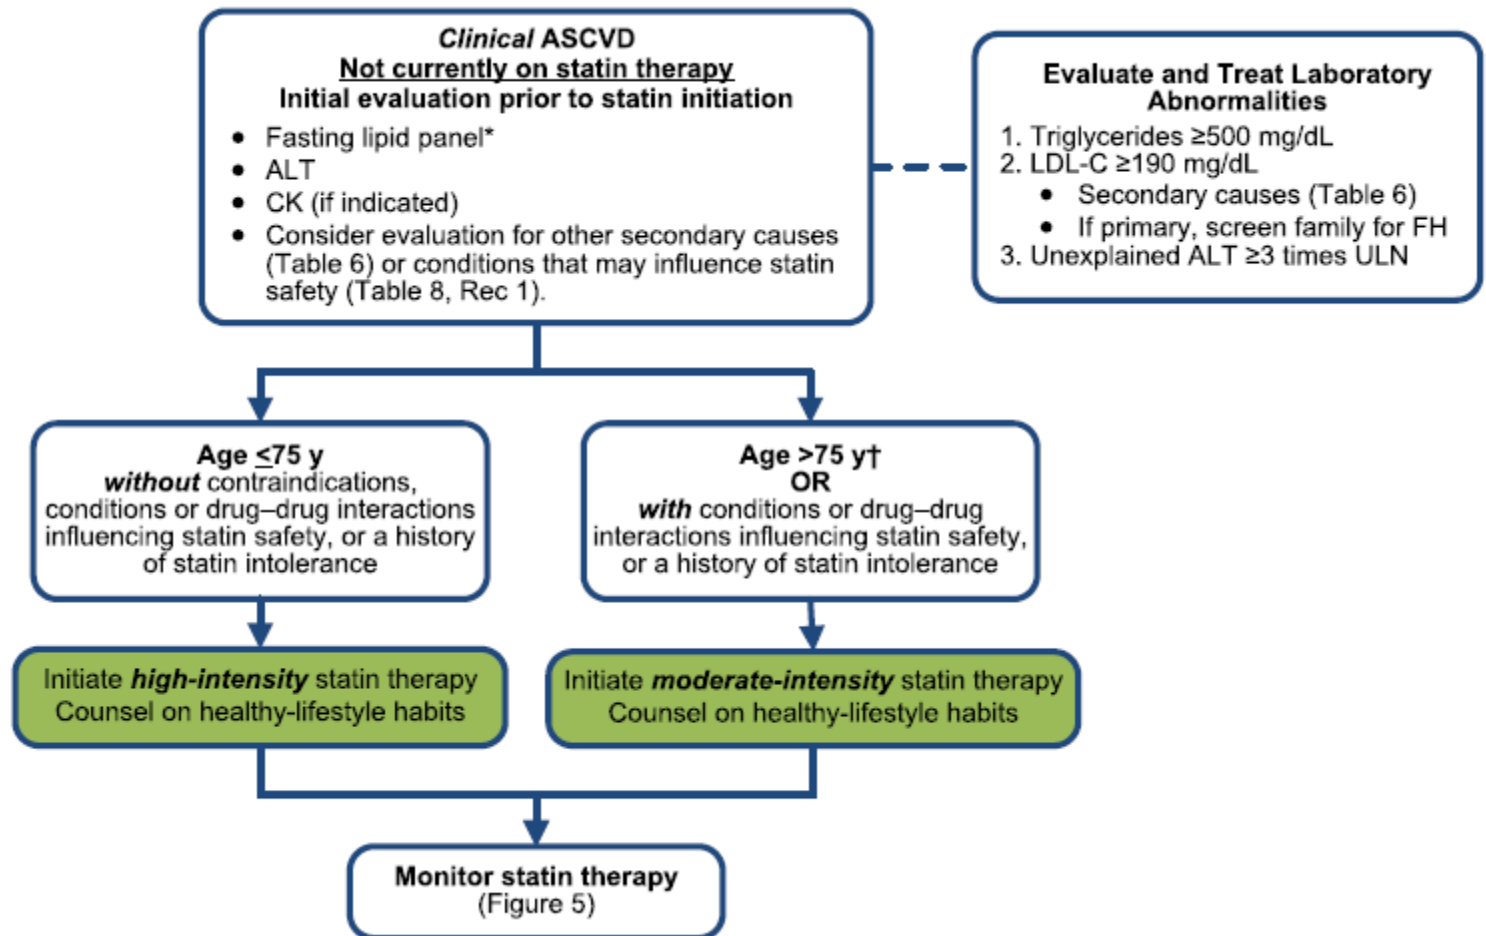 Clinical ASCVD
Not currently on statin therapy
Initial evaluation prior to statin initiation
• Fasting lipid panel*
• ALT
• CK (if indicated)
• Consider evaluation for other secondary causes
(Table 6) or conditions that may influence statin
safety (Table 8, Rec 1).
Evaluate and Treat Laboratory
Abnormalities
1. Triglycerides ≥500 mg/dL
2. LDL-C ≥190 mg/dL
• Secondary causes (Table 6)
• If primary, screen family for FH
3. Unexplained ALT ≥3 times ULN
Age ≤75 y
without contraindications,
conditions or drug–drug interactions
influencing statin safety, or a history
of statin intolerance
Age >75 y†
OR
with conditions or drug–drug
interactions influencing statin safety,
or a history of statin intolerance
Initiate high-intensity statin therapy
Counsel on healthy-lifestyle habits
Initiate moderate-intensity statin therapy
Counsel on healthy-lifestyle habits
Monitor statin therapy
(Figure 5)